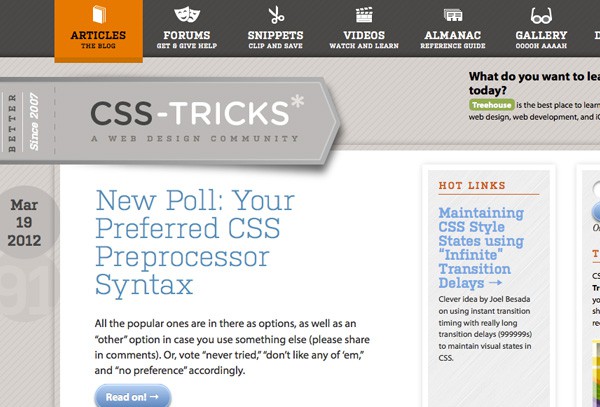 ARTICLES
THE BLOG
FORUMS
GET & GIVE HELP
SNIPPETS
CLIP AND SAVE
VIDEOS
WATCH AND LEARN
ALMANAC
REFERENCE GUIDE
GALLERY
OOOH AAAAH
BETTER
Since 2007
CSS-TRICKS*
A WEB DESIGN COMMUNITY
What do you want to lea
today?
Treehouse is the best place to learn
web design, web development, and iO
Mar
19
2012
91
New Poll: Your
Preferred CSS
Preprocessor
Syntax
All the popular ones are in there as options, as well as an
“other” option in case you use something else (please share
in comments). Or, vote “never tried,” “don’t like any of ‘em,”
and “no preference” accordingly.
Read on! →
HOT LINKS
Maintaining
CSS Style
States using
“Infinite”
Transition
Delays →
Clever idea by Joel Besada
on using instant transition
timing with really long
transition delays (999999s)
to maintain visual states in
CSS.